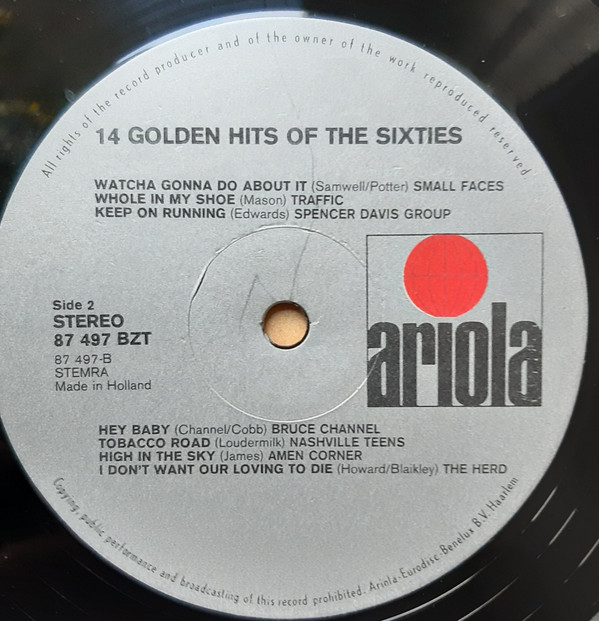 All rights of the record producer and of the owner of the work reproduced reserved
14 GOLDEN HITS OF THE SIXTIES
WATCHA GONNA DO ABOUT IT (Samwell/Potter) SMALL FACES
WHOLE IN MY SHOE (Mason) TRAFFIC
KEEP ON RUNNING (Edwards) SPENCER DAVIS GROUP
Side 2
STEREO
87 497 BZT
87 497-B
STEMRA
Made in Holland
ariola
HEY BABY (Channel/Cobb) BRUCE CHANNEL
TOBACCO ROAD (Loudermilk) NASHVILLE TEENS
HIGH IN THE SKY (James) AMEN CORNER
I DON'T WANT OUR LOVING TO DIE (Howard/Blaikley) THE HERD
Copying, public performance and broadcasting of this record prohibited. Ariola-Eurodisc-Benelux B.V. Haarlem